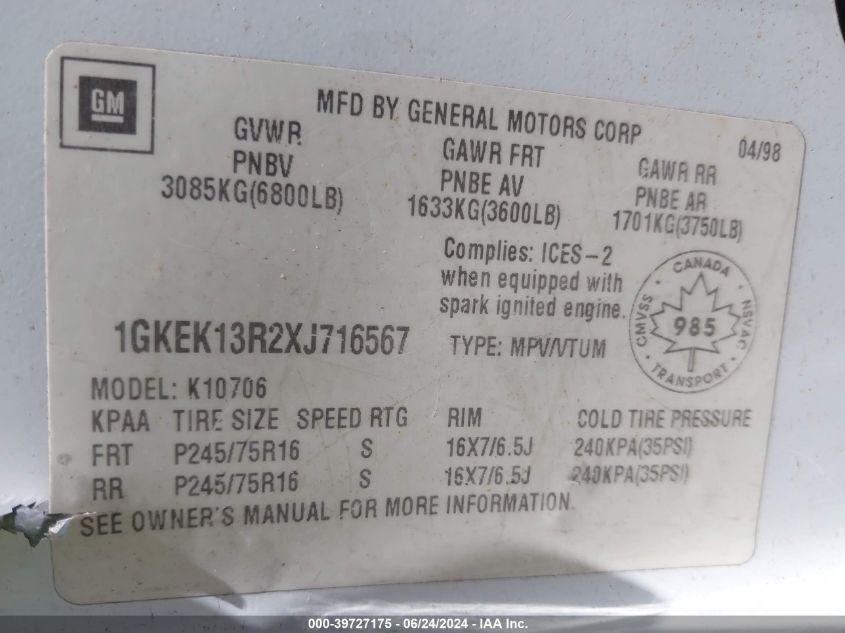 GM
MFD BY GENERAL MOTORS CORP
04/98
GVWR
PNBV
3085KG(6800LB)
GAWR FRT
PNBE AV
1633KG(3600LB)
GAWR RR
PNBE AR
1701KG(3750LB)
Complies: ICES-2
when equipped with
spark ignited engine.
CANADA
CMVSS
985
NSVAC
TRANSPORT
1GKEK13R2XJ716567
TYPE: MPV/VTUM
MODEL: K10706
KPAA TIRE SIZE SPEED RTG RIM COLD TIRE PRESSURE
FRT P245/75R16 S 16X7/6.5J 240KPA(35PSI)
RR P245/75R16 S 16X7/6.5J 240KPA(35PSI)
SEE OWNER'S MANUAL FOR MORE INFORMATION.
000-39727175 - 06/24/2024 - IAA Inc.